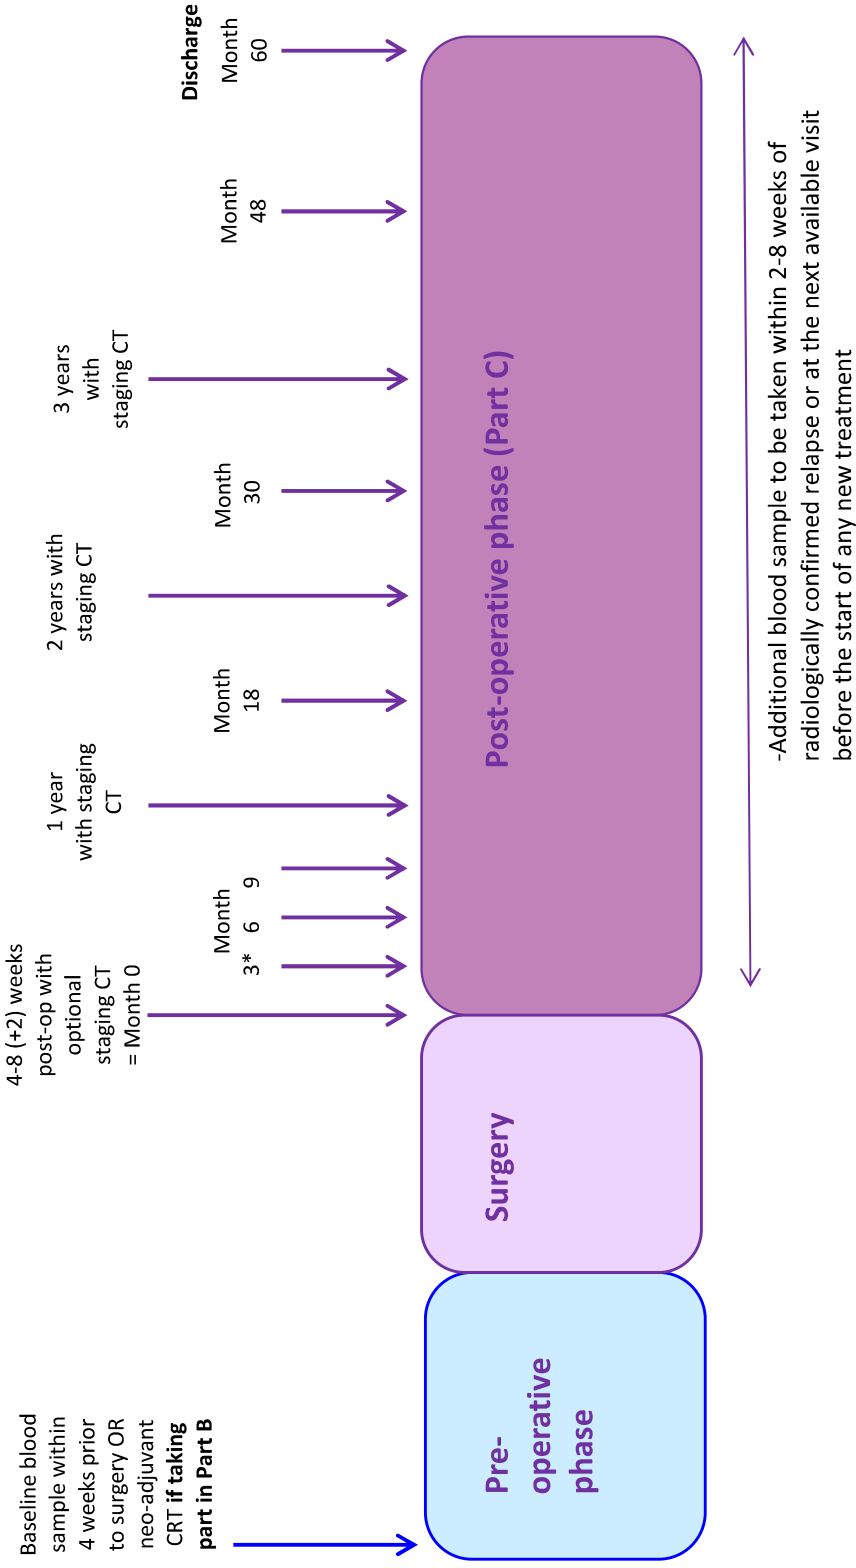 Baseline blood
sample within
4 weeks prior
to surgery OR
neo-adjuvant
CRT if taking
part in Part B
4-8 (+2) weeks
post-op with
optional
staging CT
= Month 0
Month
3* 6 9
1 year
with staging
CT
Month
18
2 years with
staging CT
Month
30
3 years
with
staging CT
Month
48
Discharge
Month
60
Pre-
operative
phase
Surgery
Post-operative phase (Part C)
-Additional blood sample to be taken within 2-8 weeks of
radiologically confirmed relapse or at the next available visit
before the start of any new treatment